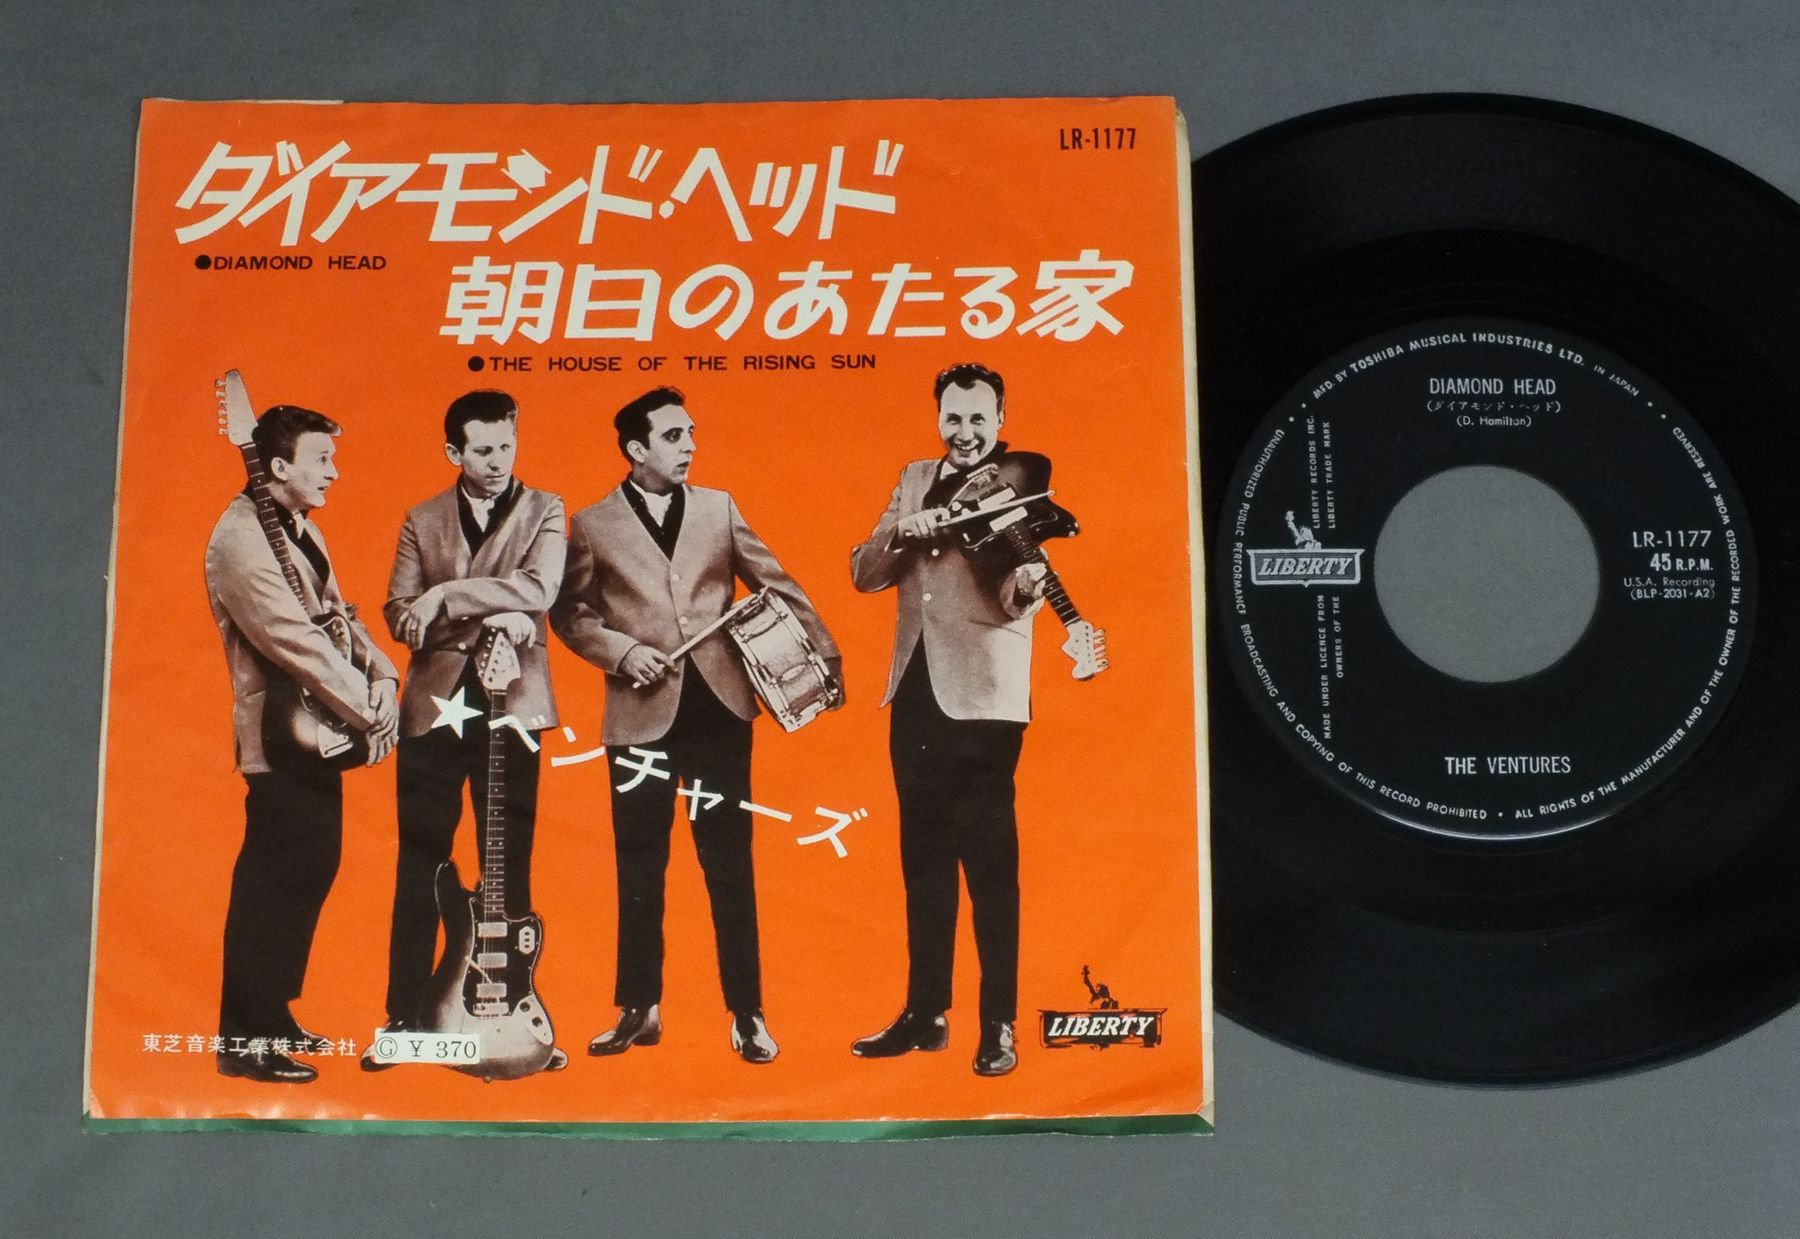 LR-1177
ダイアモンド・ヘッド
●DIAMOND HEAD
朝日のあたる家
●THE HOUSE OF THE RISING SUN
★ベンチャーズ
東芝音楽工業株式会社
Ⓖ ¥ 370
LIBERTY
MFD. BY TOSHIBA MUSICAL INDUSTRIES LTD. IN JAPAN
DIAMOND HEAD
(ダイアモンド・ヘッド)
(D. Hamilton)
LIBERTY RECORDS INC.
LIBERTY TRADE MARK
LIBERTY
MADE UNDER LICENCE FROM
OWNERS OF THE
LR-1177
45 R.P.M.
U.S.A. Recording
(BLP-2031-A2)
THE VENTURES
UNAUTHORIZED PUBLIC PERFORMANCE BROADCASTING AND COPYING OF THIS RECORD PROHIBITED • ALL RIGHTS OF THE MANUFACTURER AND OF THE OWNER OF THE RECORDED WORK ARE RESERVED